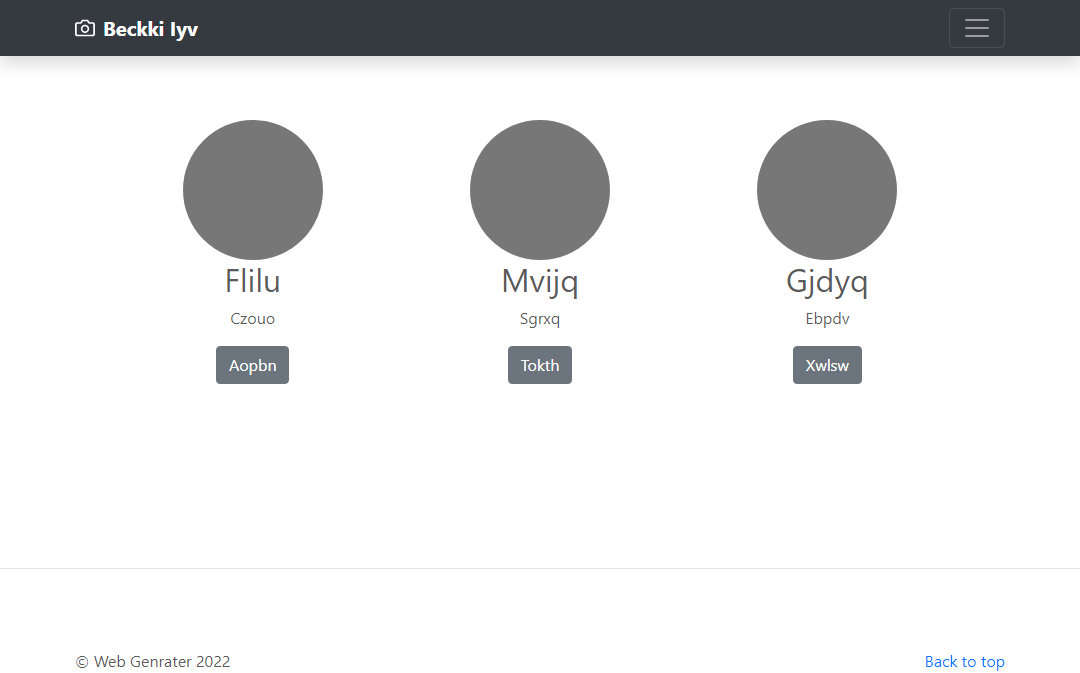 Beckki Iyv
Flilu
Czouo
Aopbn
Mvijq
Sgrxq
Tokth
Gjdyq
Ebpdv
Xwlsw
© Web Genrater 2022
Back to top